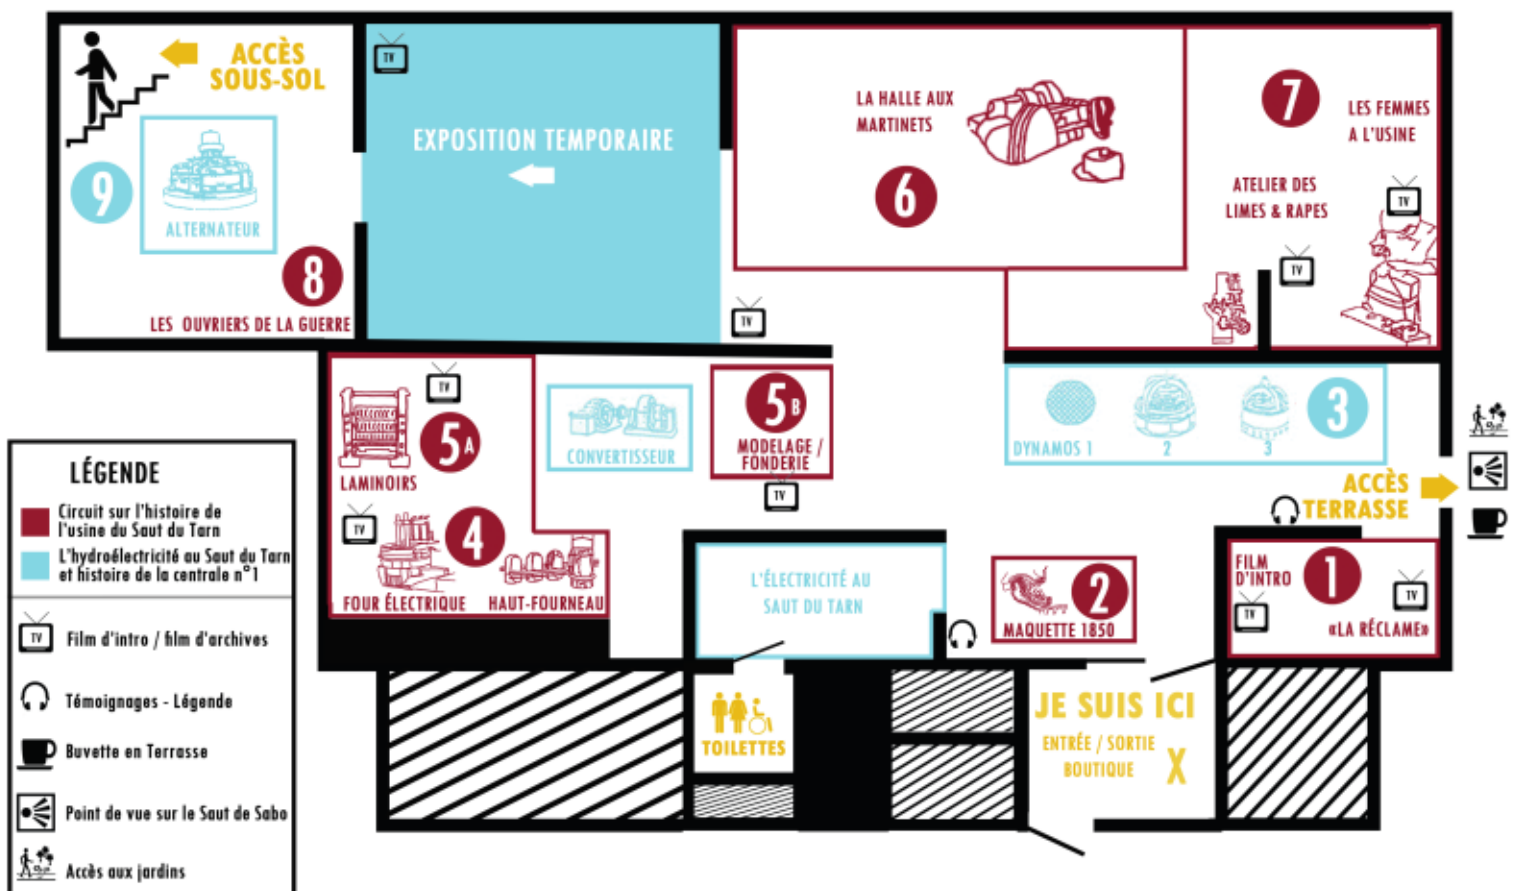 ACCÈS
SOUS-SOL
9
ALTERNATEUR
8
LES OUVRIERS DE LA GUERRE
TV
EXPOSITION TEMPORAIRE
TV
LA HALLE AUX
MARTINETS
6
7
LES FEMMES
A L'USINE
ATELIER DES
LIMES & RAPES
TV
TV
TV
5A
LAMINOIRS
TV
4
FOUR ÉLECTRIQUE
HAUT-FOURNEAU
CONVERTISSEUR
5B
MODELAGE /
FONDERIE
TV
DYNAMOS 1
2
3
3
ACCÈS
TERRASSE
L'ÉLECTRICITÉ AU
SAUT DU TARN
2
MAQUETTE 1850
FILM
D'INTRO
1
TV
TV
«LA RÉCLAME»
TOILETTES
JE SUIS ICI
ENTRÉE / SORTIE
BOUTIQUE
X
LÉGENDE
Circuit sur l'histoire de
l'usine du Saut du Tarn
L'hydroélectricité au Saut du Tarn
et histoire de la centrale n°1
TV
Film d'intro / film d'archives
Témoignages - Légende
Buvette en Terrasse
Point de vue sur le Saut de Sabo
Accès aux jardins